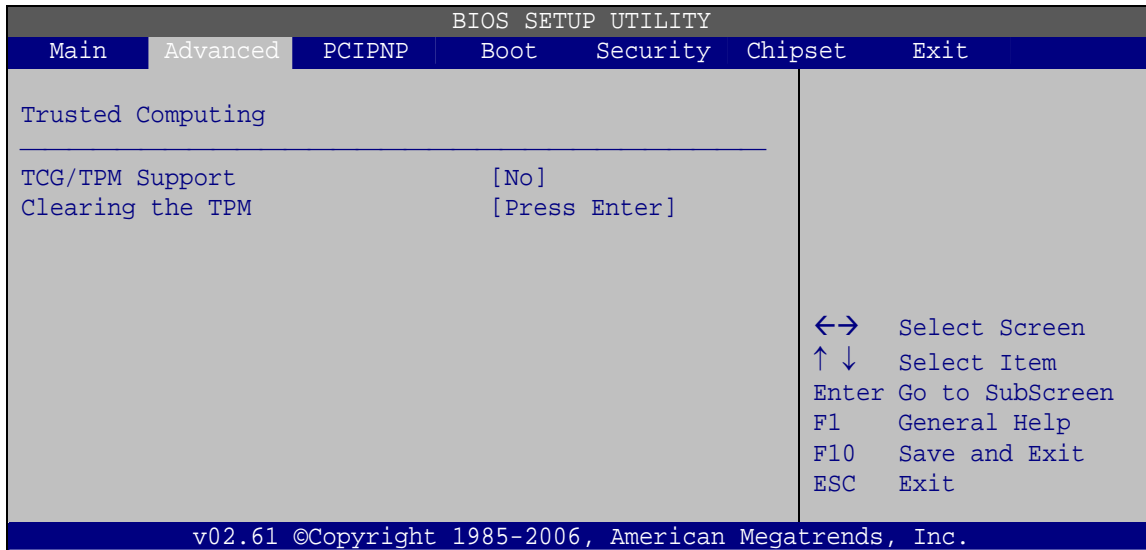 BIOS SETUP UTILITY
Main Advanced PCIPNP Boot Security Chipset Exit
Trusted Computing
TCG/TPM Support [No]
Clearing the TPM [Press Enter]
←→ Select Screen
↑ ↓ Select Item
Enter Go to SubScreen
F1 General Help
F10 Save and Exit
ESC Exit
v02.61 ©Copyright 1985-2006, American Megatrends, Inc.